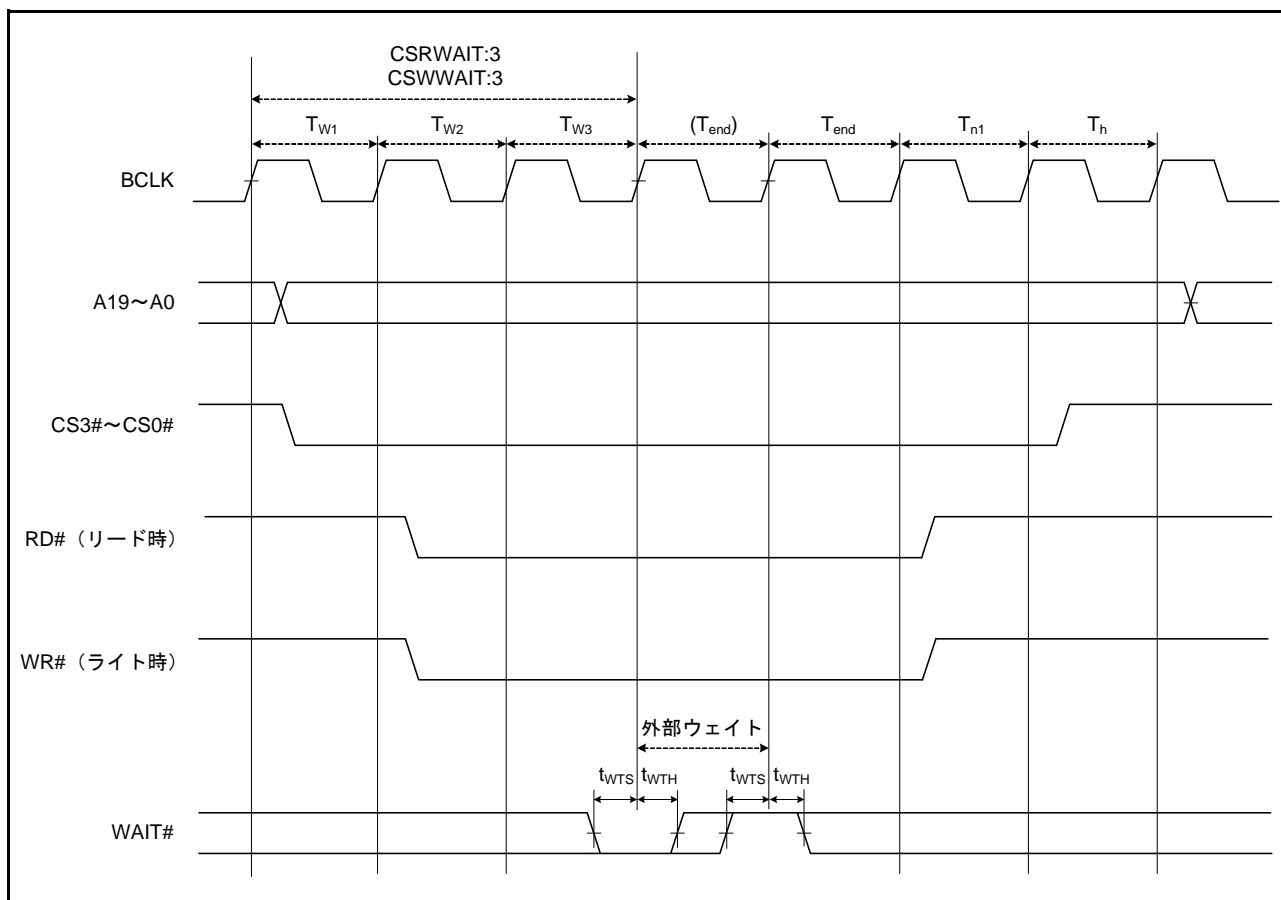 CSRWAIT:3
CSWWAIT:3
TW1 TW2 TW3 (Tend) Tend Tn1 Th
BCLK
A19～A0
CS3#～CS0#
RD#（リード時）
WR#（ライト時）
外部ウェイト
tWTS tWTH tWTS tWTH
WAIT#